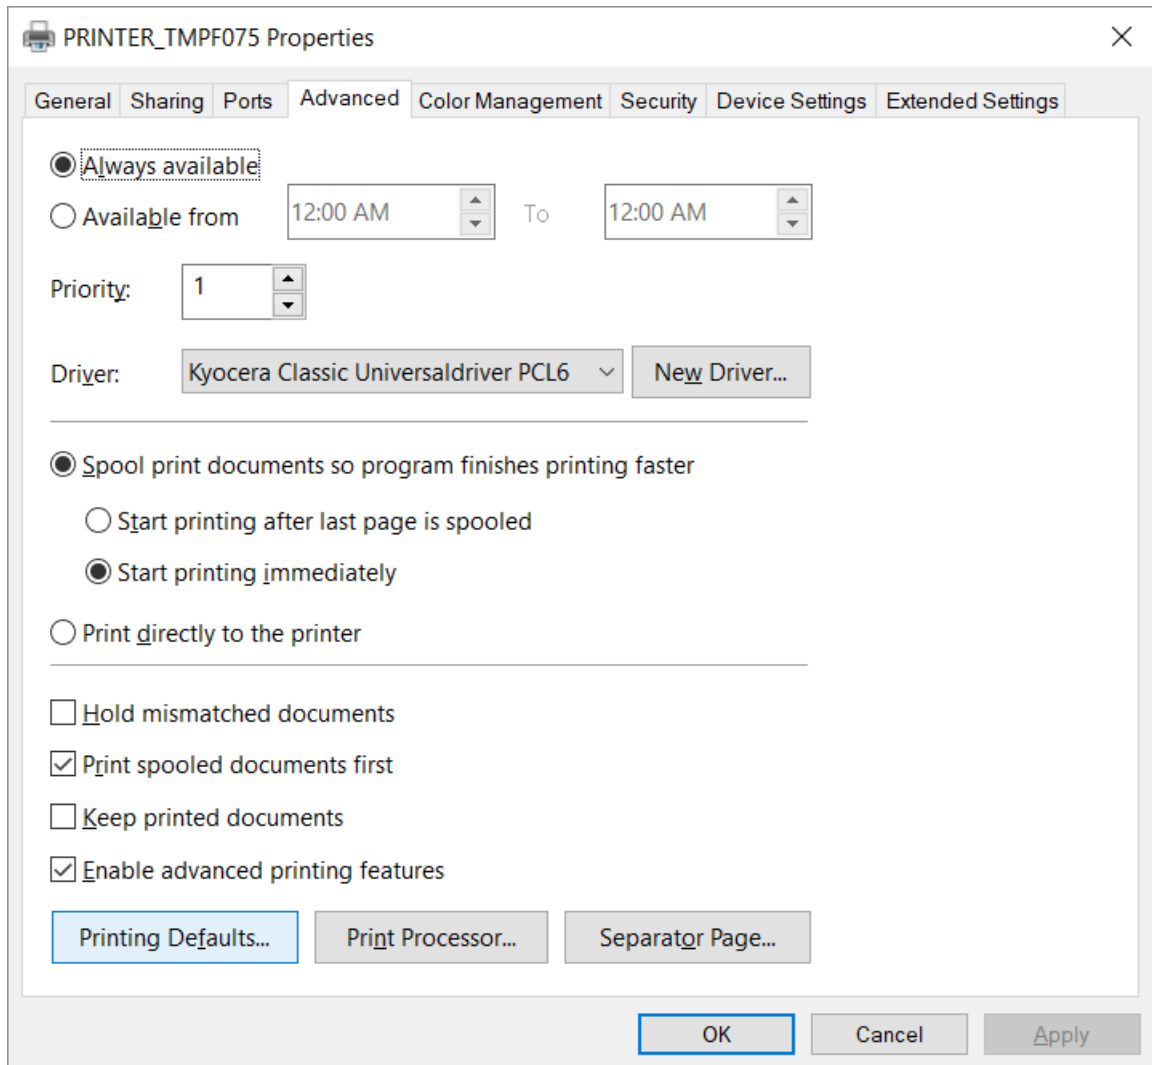 PRINTER_TMPF075 Properties
General Sharing Ports Advanced Color Management Security Device Settings Extended Settings
Always available
Available from 12:00 AM To 12:00 AM
Priority: 1
Driver: Kyocera Classic Universaldriver PCL6 New Driver...
Spool print documents so program finishes printing faster
Start printing after last page is spooled
Start printing immediately
Print directly to the printer
Hold mismatched documents
Print spooled documents first
Keep printed documents
Enable advanced printing features
Printing Defaults... Print Processor... Separator Page...
OK Cancel Apply